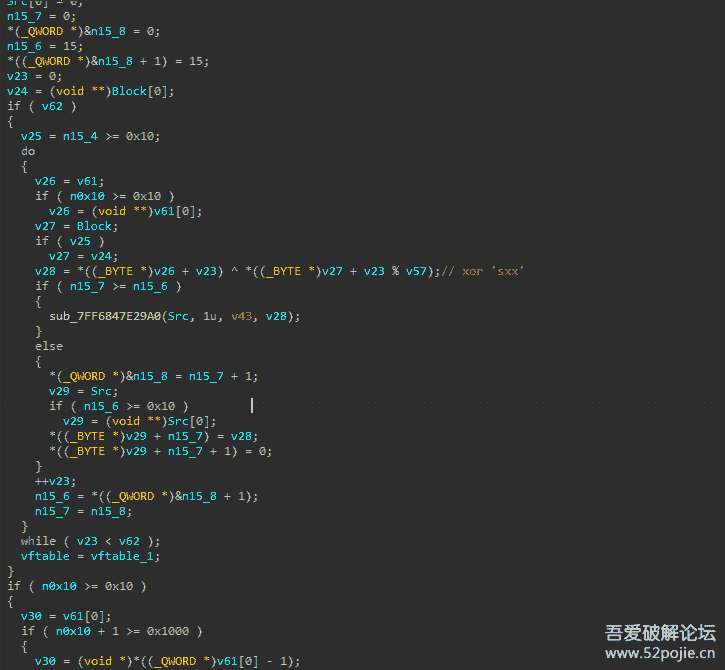 Src[0] = 0;
n15_7 = 0;
*(_QWORD *)&n15_8 = 0;
n15_6 = 15;
*((_QWORD *)&n15_8 + 1) = 15;
v23 = 0;
v24 = (void **)Block[0];
if ( v62 )
{
v25 = n15_4 >= 0x10;
do
{
v26 = v61;
if ( n0x10 >= 0x10 )
v26 = (void **)v61[0];
v27 = Block;
if ( v25 )
v27 = v24;
v28 = *((_BYTE *)v26 + v23) ^ *((_BYTE *)v27 + v23 % v57);// xor 'sxx'
if ( n15_7 >= n15_6 )
{
sub_7FF6847E29A0(Src, 1u, v43, v28);
}
else
{
*(_QWORD *)&n15_8 = n15_7 + 1;
v29 = Src;
if ( n15_6 >= 0x10 )
v29 = (void **)Src[0];
*((_BYTE *)v29 + n15_7) = v28;
*((_BYTE *)v29 + n15_7 + 1) = 0;
}
++v23;
n15_6 = *((_QWORD *)&n15_8 + 1);
n15_7 = n15_8;
}
while ( v23 < v62 );
vftable = vftable_1;
}
if ( n0x10 >= 0x10 )
{
v30 = v61[0];
if ( n0x10 + 1 >= 0x1000 )
{
v30 = (void *)*((_QWORD *)v61[0] - 1);
吾爱破解论坛
www.52pojie.cn